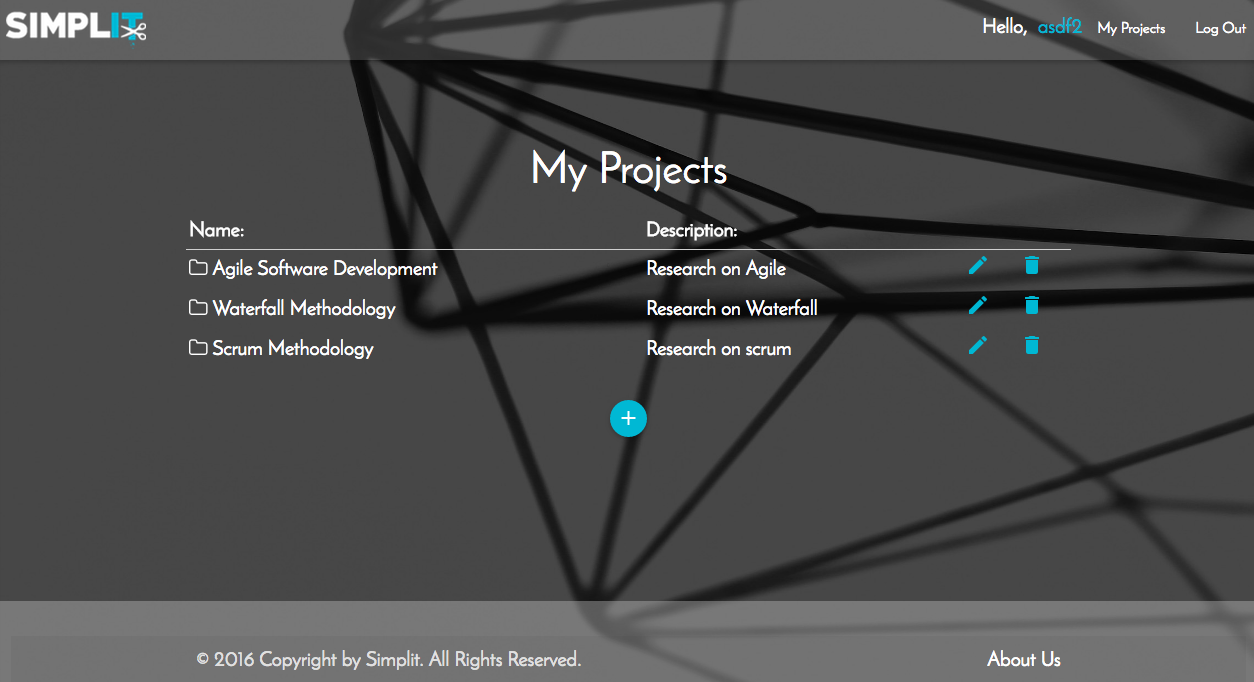 SIMPLIT
Hello, asdf2 My Projects Log Out
My Projects
Name: Description:
Agile Software Development Research on Agile
Waterfall Methodology Research on Waterfall
Scrum Methodology Research on scrum
+
© 2016 Copyright by Simplit. All Rights Reserved. About Us